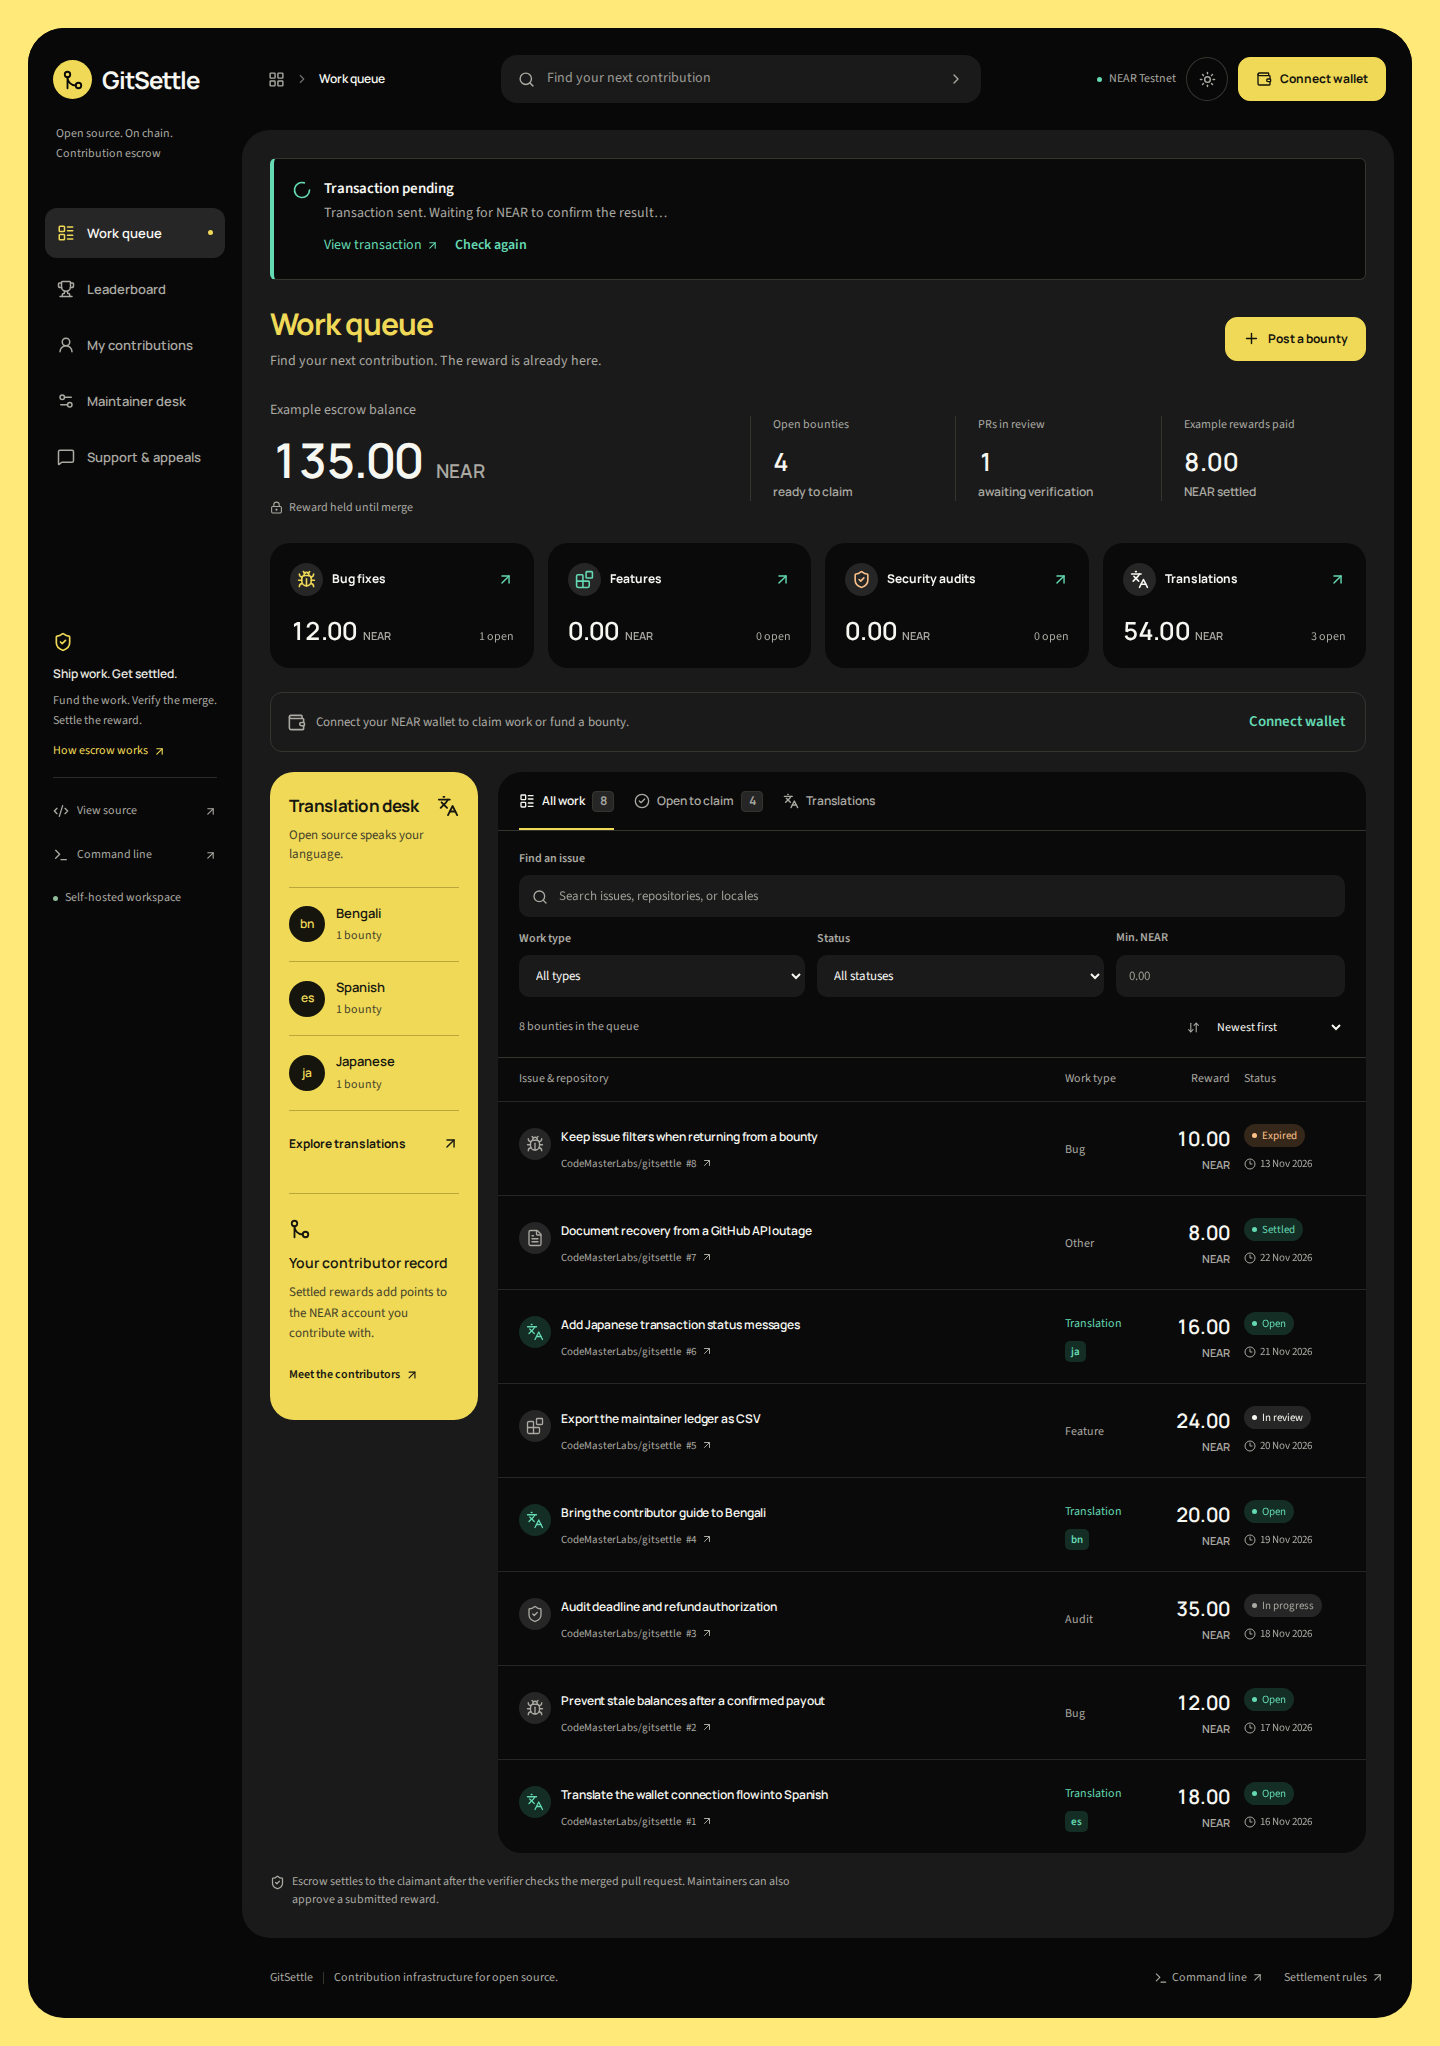 GitSettle
Work queue
Find your next contribution
NEAR Testnet
Connect wallet
Open source. On chain.
Contribution escrow
Work queue
Leaderboard
My contributions
Maintainer desk
Support & appeals
Ship work. Get settled.
Fund the work. Verify the merge.
Settle the reward.
How escrow works
View source
Command line
Self-hosted workspace
Transaction pending
Transaction sent. Waiting for NEAR to confirm the result…
View transaction
Check again
Work queue
Find your next contribution. The reward is already here.
Post a bounty
Example escrow balance
135.00 NEAR
Reward held until merge
Open bounties
4
ready to claim
PRs in review
1
awaiting verification
Example rewards paid
8.00
NEAR settled
Bug fixes
12.00 NEAR
1 open
Features
0.00 NEAR
0 open
Security audits
0.00 NEAR
0 open
Translations
54.00 NEAR
3 open
Connect your NEAR wallet to claim work or fund a bounty.
Connect wallet
Translation desk
Open source speaks your
language.
bn
Bengali
1 bounty
es
Spanish
1 bounty
ja
Japanese
1 bounty
Explore translations
Your contributor record
Settled rewards add points to
the NEAR account you
contribute with.
Meet the contributors
All work 8
Open to claim 4
Translations
Find an issue
Search issues, repositories, or locales
Work type
All types
Status
All statuses
Min. NEAR
0.00
8 bounties in the queue
Newest first
Issue & repository
Work type
Reward
Status
Keep issue filters when returning from a bounty
CodeMasterLabs/gitsettle #8
Bug
10.00
NEAR
Expired
13 Nov 2026
Document recovery from a GitHub API outage
CodeMasterLabs/gitsettle #7
Other
8.00
NEAR
Settled
22 Nov 2026
Add Japanese transaction status messages
CodeMasterLabs/gitsettle #6
Translation
ja
16.00
NEAR
Open
21 Nov 2026
Export the maintainer ledger as CSV
CodeMasterLabs/gitsettle #5
Feature
24.00
NEAR
In review
20 Nov 2026
Bring the contributor guide to Bengali
CodeMasterLabs/gitsettle #4
Translation
bn
20.00
NEAR
Open
19 Nov 2026
Audit deadline and refund authorization
CodeMasterLabs/gitsettle #3
Audit
35.00
NEAR
In progress
18 Nov 2026
Prevent stale balances after a confirmed payout
CodeMasterLabs/gitsettle #2
Bug
12.00
NEAR
Open
17 Nov 2026
Translate the wallet connection flow into Spanish
CodeMasterLabs/gitsettle #1
Translation
es
18.00
NEAR
Open
16 Nov 2026
Escrow settles to the claimant after the verifier checks the merged pull request. Maintainers can also
approve a submitted reward.
GitSettle
Contribution infrastructure for open source.
Command line
Settlement rules